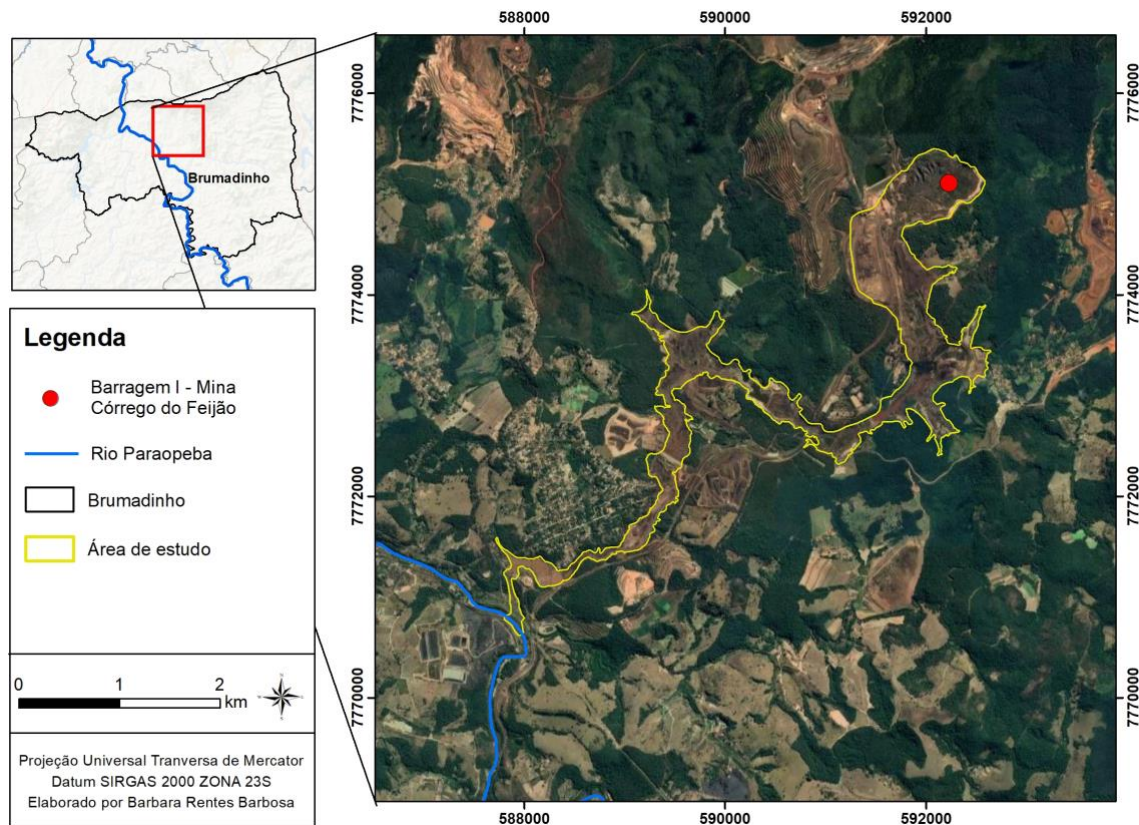 588000
590000
592000
7776000
7776000
Brumadinho
7774000
7774000
Legenda
Barragem I - Mina
Córrego do Feijão
Rio Paraopeba
Brumadinho
Área de estudo
7772000
7772000
0
1
2
km
7770000
7770000
Projeção Universal Tranversa de Mercator
Datum SIRGAS 2000 ZONA 23S
Elaborado por Barbara Rentes Barbosa
588000
590000
592000